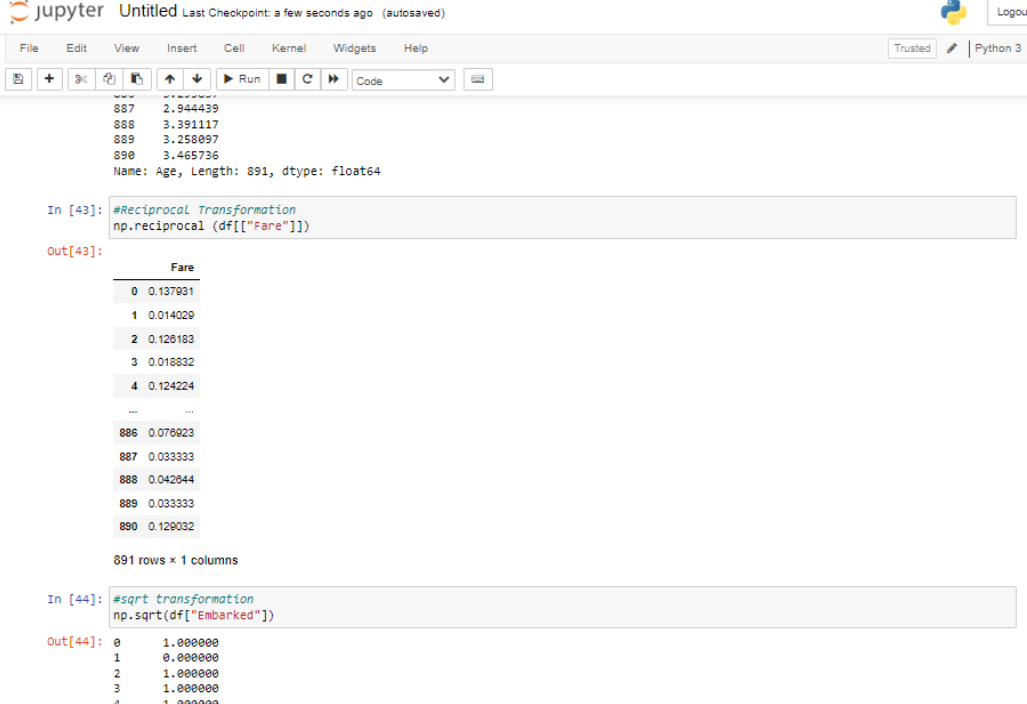 jupyter Untitled Last Checkpoint: a few seconds ago (autosaved)
Logou
File Edit View Insert Cell Kernel Widgets Help
Trusted
Python 3
Run
Code
887 2.944439
888 3.391117
889 3.258097
890 3.465736
Name: Age, Length: 891, dtype: float64
In [43]: #Reciprocal Transformation
np.reciprocal (df[["Fare"]])
Out[43]:
Fare
0 0.137931
1 0.014029
2 0.126183
3 0.018832
4 0.124224
... ...
886 0.076923
887 0.033333
888 0.042644
889 0.033333
890 0.129032
891 rows × 1 columns
In [44]: #sqrt transformation
np.sqrt(df["Embarked"])
Out[44]: 0 1.000000
1 0.000000
2 1.000000
3 1.000000
4 1.000000